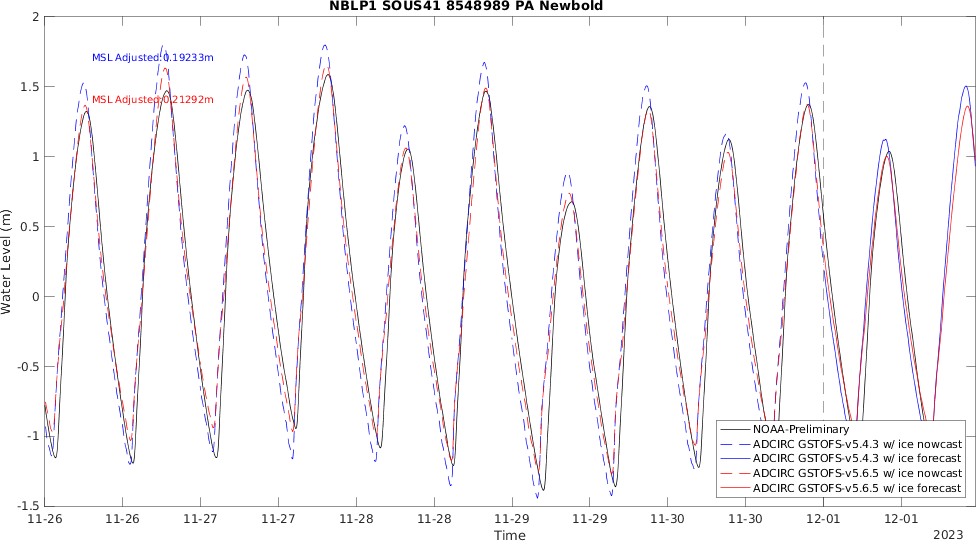 NBLP1 SOUS41 8548989 PA Newbold
2
1.5
1
0.5
0
-0.5
-1
-1.5
Water Level (m)
MSL Adjusted:0.19233m
MSL Adjusted:0.21292m
NOAA-Preliminary
ADCIRC GSTOFS-v5.4.3 w/ ice nowcast
ADCIRC GSTOFS-v5.4.3 w/ ice forecast
ADCIRC GSTOFS-v5.6.5 w/ ice nowcast
ADCIRC GSTOFS-v5.6.5 w/ ice forecast
11-26 11-26 11-27 11-27 11-28 11-28 11-29 11-29 11-30 11-30 12-01 12-01
Time
2023